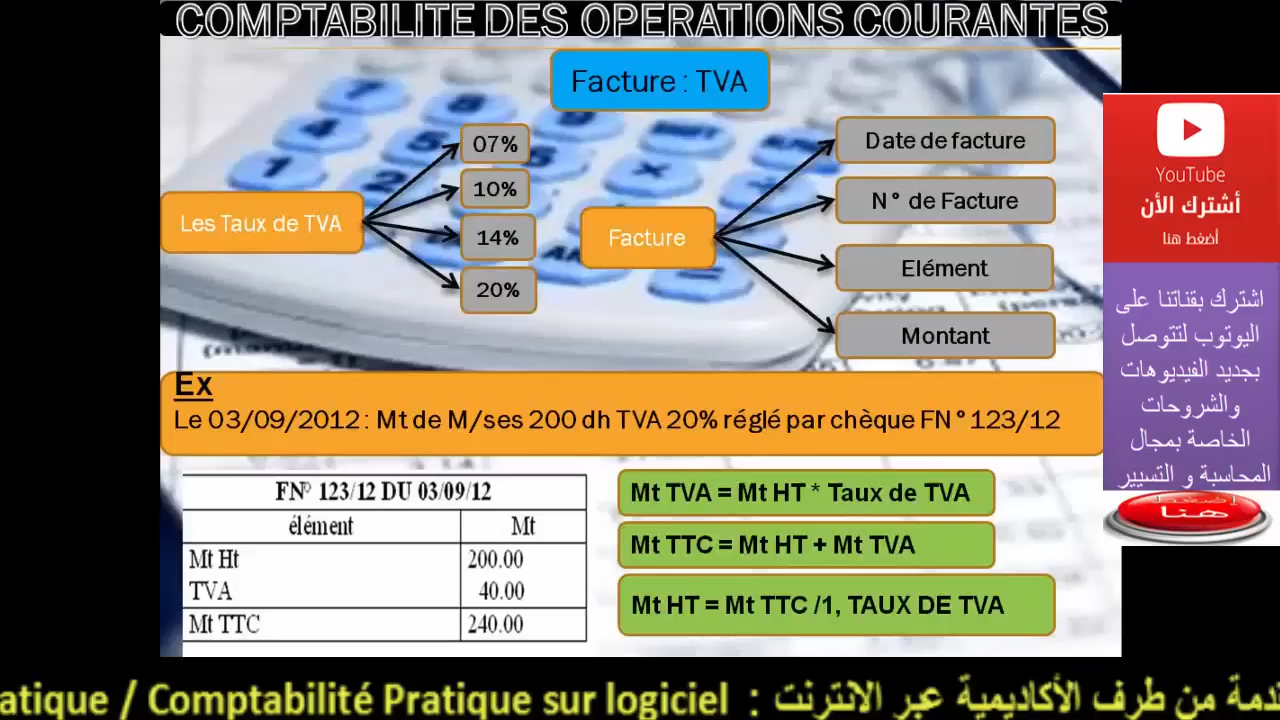 COMPTABILITE DES OPERATIONS COURANTES
Facture : TVA
Les Taux de TVA
07%
10%
14%
20%
Facture
Date de facture
N° de Facture
Elément
Montant
Ex
Le 03/09/2012 : Mt de M/ses 200 dh TVA 20% réglé par chèque FN°123/12
FN° 123/12 DU 03/09/12
élément Mt
Mt Ht 200.00
TVA 40.00
Mt TTC 240.00
Mt TVA = Mt HT * Taux de TVA
Mt TTC = Mt HT + Mt TVA
Mt HT = Mt TTC /1, TAUX DE TVA
YouTube
أشترك الأن
أضغط هنا
اشترك بقناتنا على
اليوتوب لتتوصل
بجديد الفيديوهات
والشروحات
الخاصة بمجال
المحاسبة و التسيير
هنا
atique / Comptabilité Pratique sur logiciel : دمة من طرف الأكاديمية عبر الانترنت